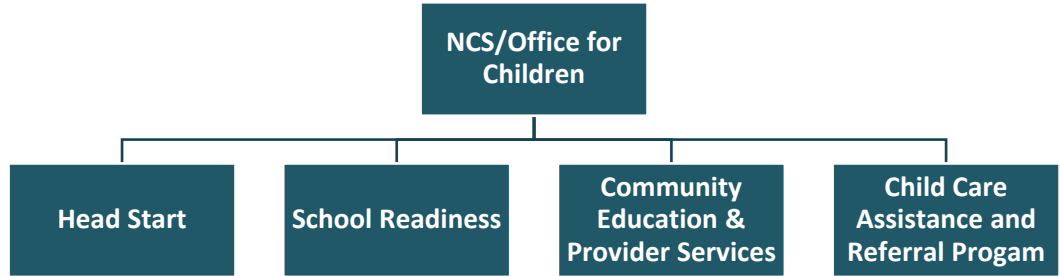 NCS/Office for
Children
Head Start
School Readiness
Community
Education &
Provider Services
Child Care
Assistance and
Referral Progam